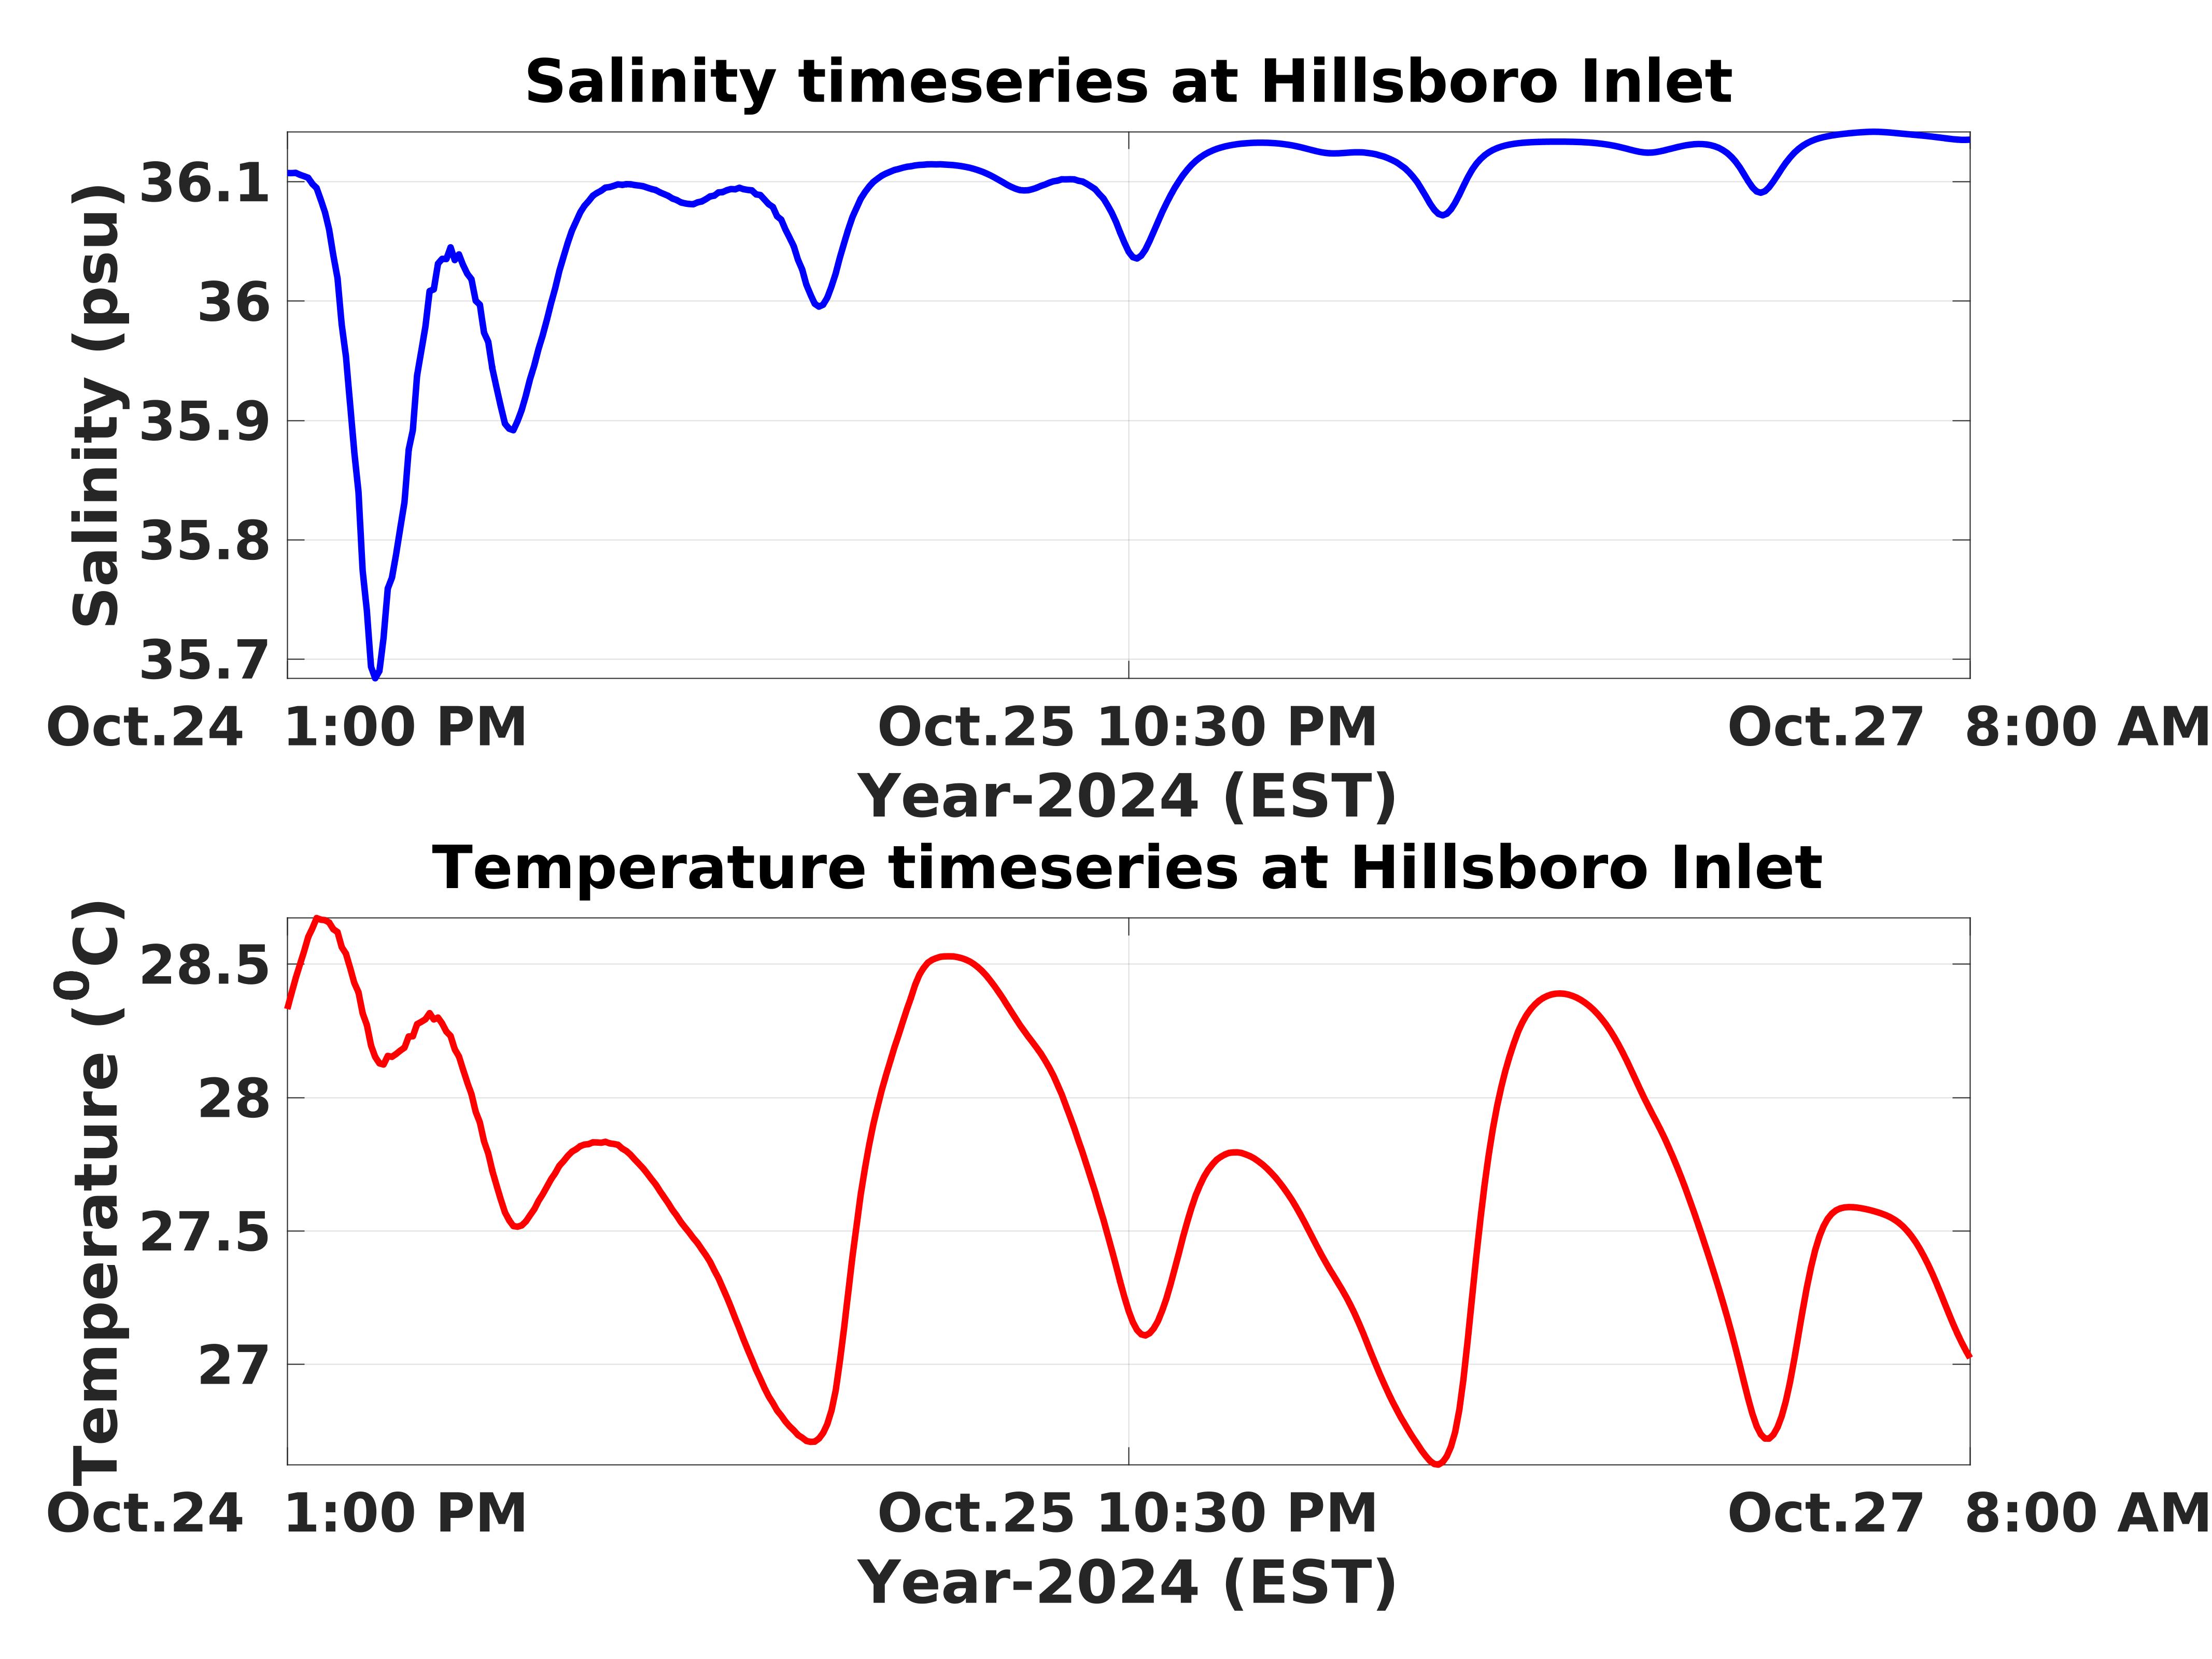 Salinity timeseries at Hillsboro Inlet
Salinity (psu)
36.1
36
35.9
35.8
35.7
Oct.24 1:00 PM
Oct.25 10:30 PM
Oct.27 8:00 AM
Year-2024 (EST)
Temperature timeseries at Hillsboro Inlet
Temperature (⁰C)
28.5
28
27.5
27
Oct.24 1:00 PM
Oct.25 10:30 PM
Oct.27 8:00 AM
Year-2024 (EST)